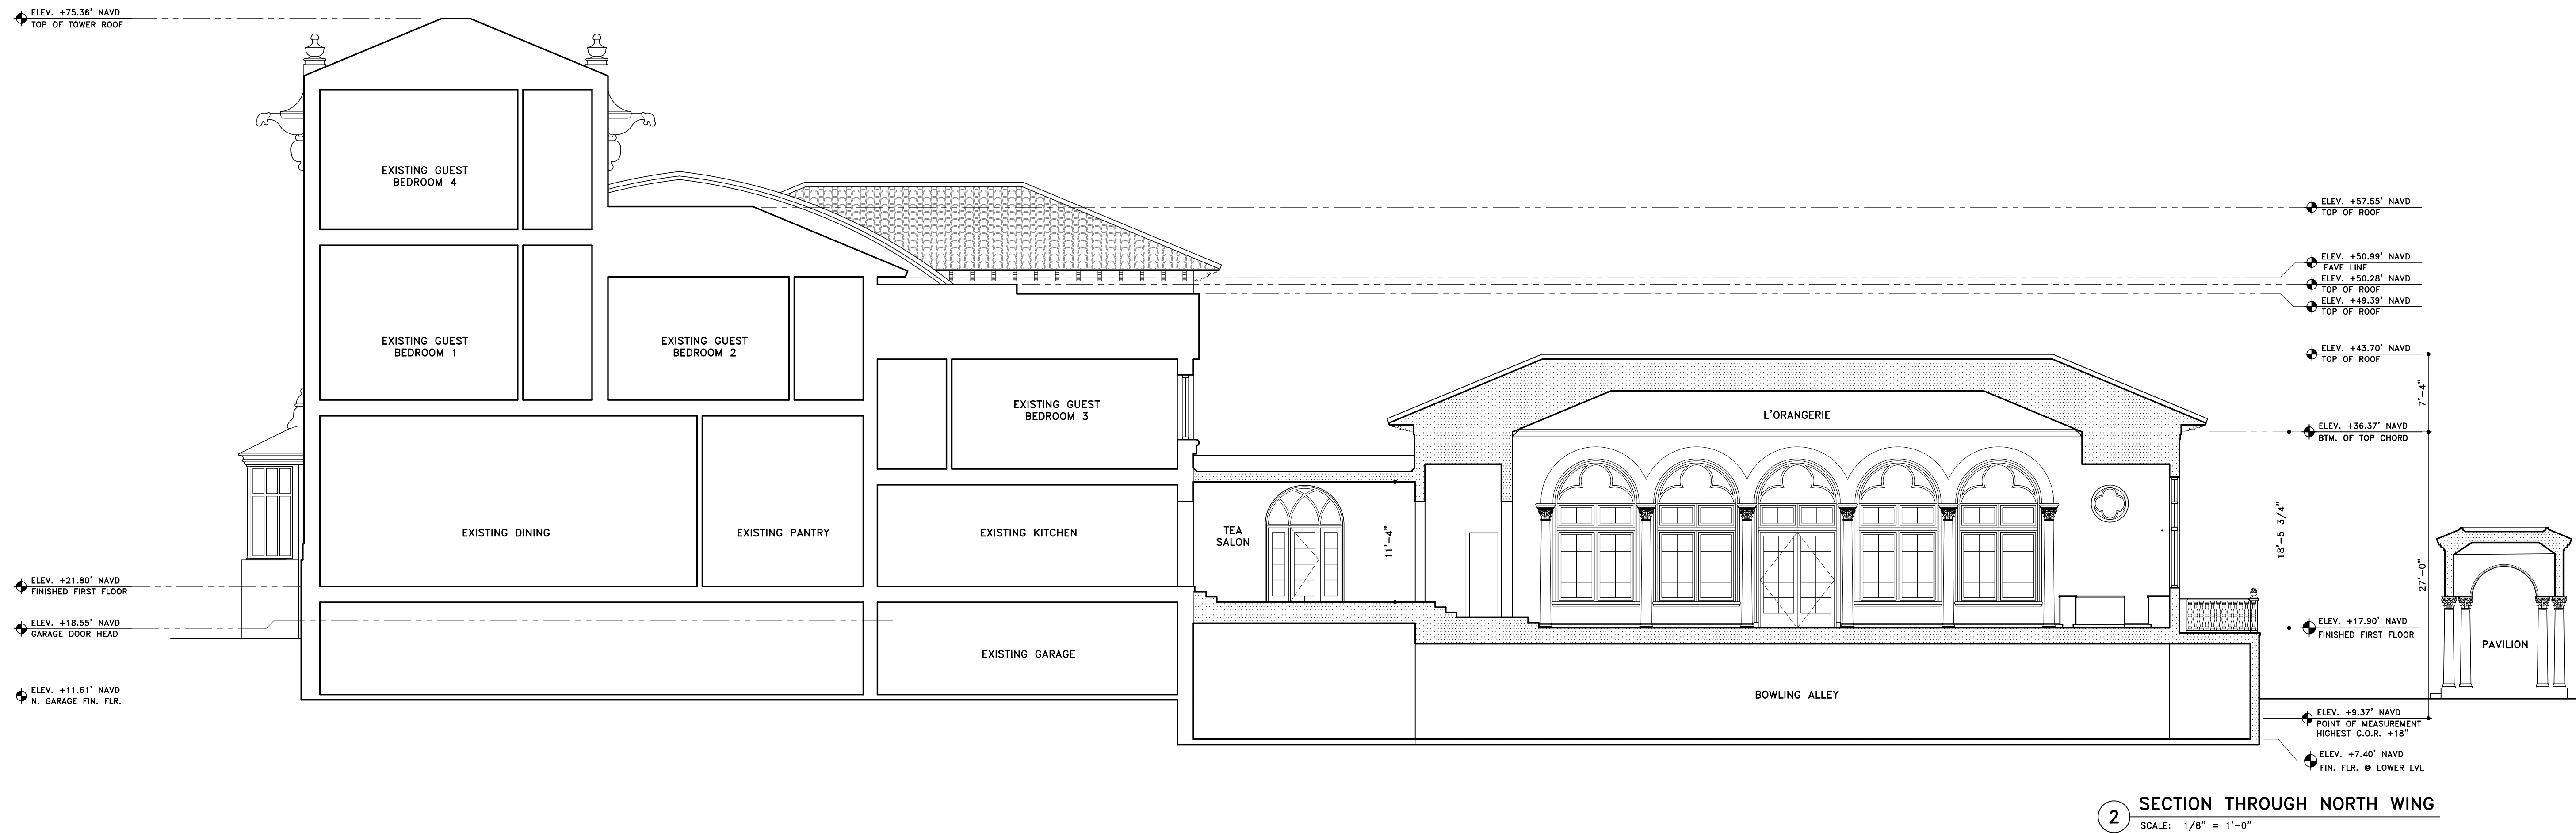 ELEV. +75.36' NAVD
TOP OF TOWER ROOF
EXISTING GUEST
BEDROOM 4
ELEV. +57.55' NAVD
TOP OF ROOF
ELEV. +50.99' NAVD
EAVE LINE
ELEV. +50.28' NAVD
TOP OF ROOF
ELEV. +49.39' NAVD
TOP OF ROOF
EXISTING GUEST
BEDROOM 1
EXISTING GUEST
BEDROOM 2
ELEV. +43.70' NAVD
TOP OF ROOF
7'-4"
EXISTING GUEST
BEDROOM 3
L'ORANGERIE
ELEV. +36.37' NAVD
BTM. OF TOP CHORD
EXISTING DINING
EXISTING PANTRY
EXISTING KITCHEN
TEA
SALON
11'-4"
18'-5 3/4"
27'-0"
ELEV. +21.80' NAVD
FINISHED FIRST FLOOR
ELEV. +18.55' NAVD
GARAGE DOOR HEAD
ELEV. +17.90' NAVD
FINISHED FIRST FLOOR
PAVILION
EXISTING GARAGE
BOWLING ALLEY
ELEV. +11.61' NAVD
N. GARAGE FIN. FLR.
ELEV. +9.37' NAVD
POINT OF MEASUREMENT
HIGHEST C.O.R. +18"
ELEV. +7.40' NAVD
FIN. FLR. @ LOWER LVL
2 SECTION THROUGH NORTH WING
SCALE: 1/8" = 1'-0"